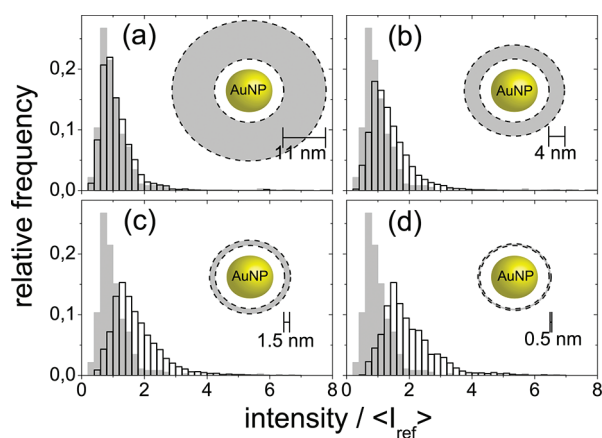 (a)
AuNP
11 nm
(b)
AuNP
4 nm
0,2
0,1
0,0
(c)
AuNP
1.5 nm
(d)
AuNP
0.5 nm
0,2
0,1
0,0
0 2 4 6 8 0 2 4 6 8
relative frequency
intensity / <I_ref>